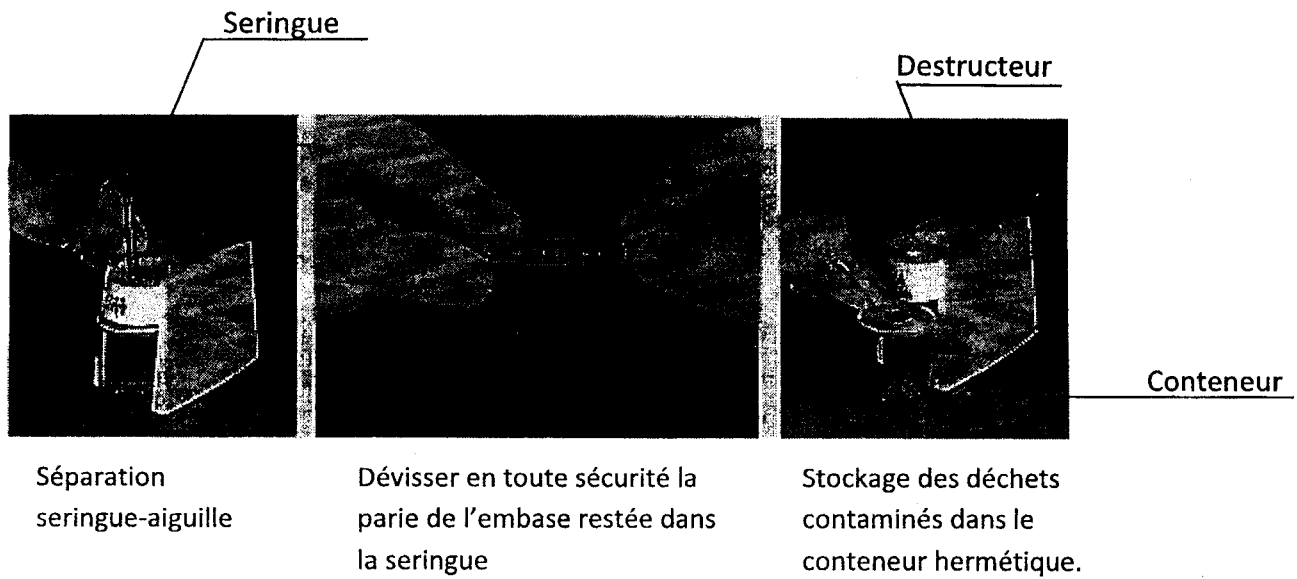 Seringue
Destructeur
Conteneur
Séparation
seringue-aiguille
Dévisser en toute sécurité la
parie de l'embase restée dans
la seringue
Stockage des déchets
contaminés dans le
conteneur hermétique.